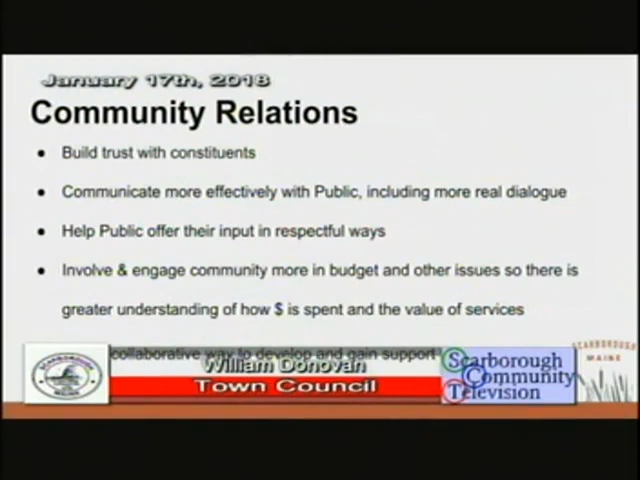 January 17th, 2018
Community Relations
● Build trust with constituents
● Communicate more effectively with Public, including more real dialogue
● Help Public offer their input in respectful ways
● Involve & engage community more in budget and other issues so there is
greater understanding of how $ is spent and the value of services
collaborative way to develop and gain support
William Donovan
Town Council
SCARBOROUGH
MAINE
Scarborough
Community
Television
SCARBOROUGH
MAINE